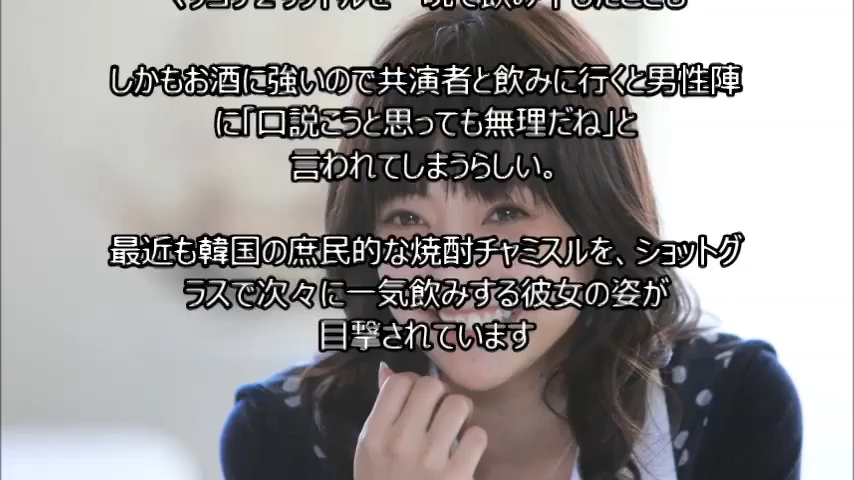 しかもお酒に強いので共演者と飲みに行くと男性陣
に「口説こうと思っても無理だね」と
言われてしまうらしい。
最近も韓国の庶民的な焼酎チャミスルを、ショットグ
ラスで次々に一気飲みする彼女の姿が
目撃されています